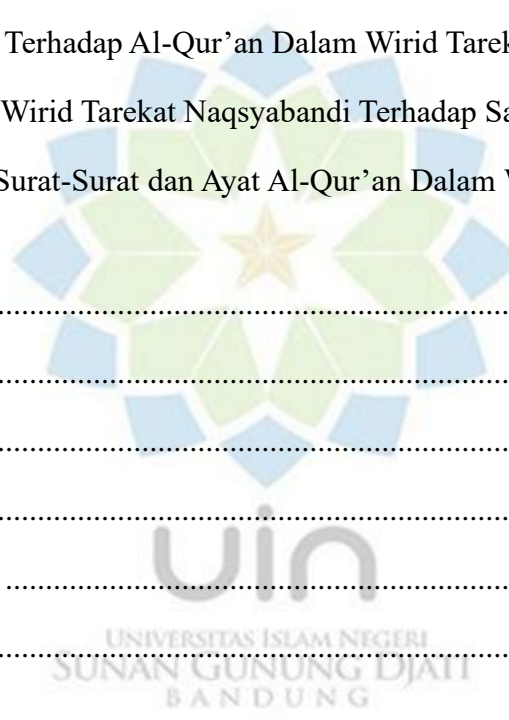 Terhadap Al-Qur’an Dalam Wirid Tarek
Wirid Tarekat Naqsyabandi Terhadap Sa
Surat-Surat dan Ayat Al-Qur’an Dalam W
................................................................
................................................................
................................................................
................................................................
................................................................
................................................................
uin
UNIVERSITAS ISLAM NEGERI
SUNAN GUNUNG DJATI
BANDUNG